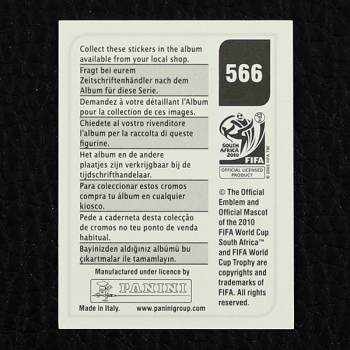 Collect these stickers in the album
available from your local shop.
Fragt bei eurem
Zeitschriftenhändler nach dem
Album für diese Serie.
Demandez à votre détaillant l'Album
pour la collection de ces images.
Chiedete al vostro rivenditore
l'album per la raccolta di queste
figurine.
Het album en de andere
plaatjes zijn verkrijgbaar bij de
tijdschrifthandelaar.
Para coleccionar estos cromos
compra tu álbum en cualquier
kiosco.
Pede a caderneta desta colecção
de cromos no teu ponto de venda
habitual.
Bayinizden aldığınız albümü bu
çıkartmalar ile tamamlayın.
Manufactured under licence by
PANINI
Made in Italy. www.paninigroup.com
566
SOUTH AFRICA
2010
FIFA
© 2005 FIFA TM
OFFICIAL LICENSED
PRODUCT
© The Official
Emblem and
Official Mascot
of the 2010
FIFA World Cup
South Africa™
and FIFA World
Cup Trophy are
copyrights and
trademarks of
FIFA. All rights
reserved.